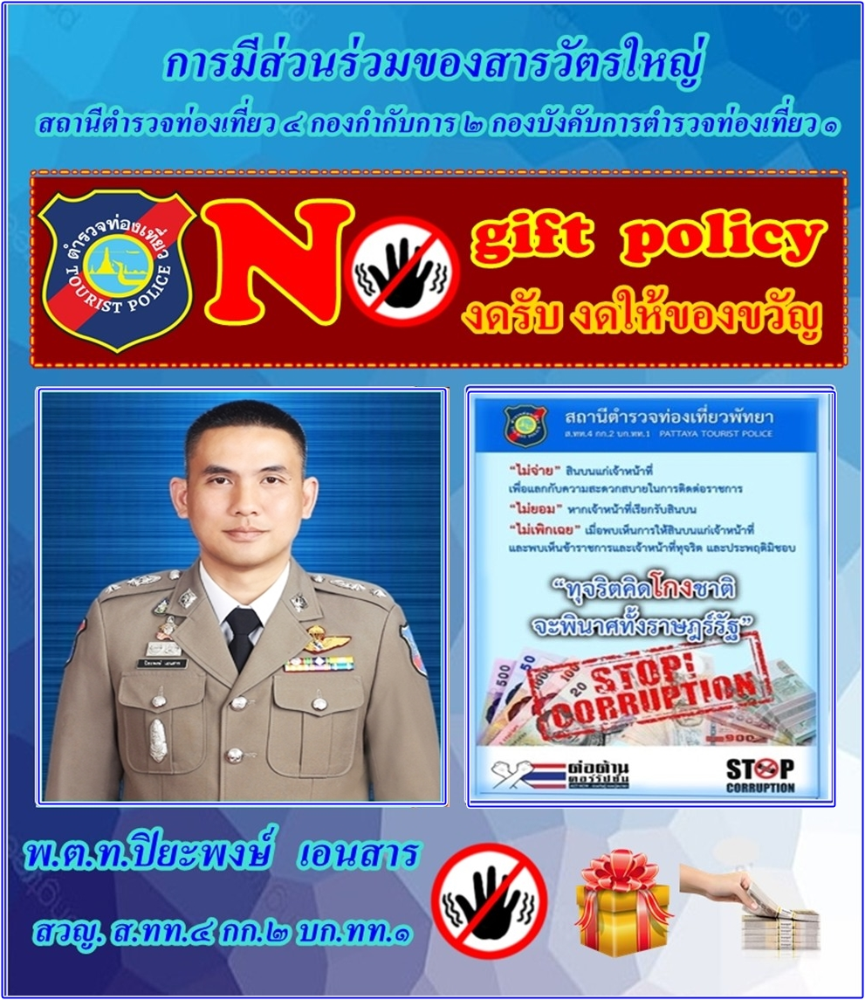 การมีส่วนร่วมของสารวัตรใหญ่
สถานีตำรวจท่องเที่ยว ๔ กองกำกับการ ๒ กองบังคับการตำรวจท่องเที่ยว ๑
ตำรวจท่องเที่ยว
TOURIST POLICE
NO gift policy
งดรับ งดให้ของขวัญ
สถานีตำรวจท่องเที่ยวพัทยา
ส.ทท.4 กก.2 บก.ทท.1 PATTAYA TOURIST POLICE
“ไม่จ่าย” สินบนแก่เจ้าหน้าที่
เพื่อแลกกับความสะดวกสบายในการติดต่อราชการ
“ไม่ยอม” หากเจ้าหน้าที่เรียกรับสินบน
“ไม่เพิกเฉย” เมื่อพบเห็นการให้สินบนแก่เจ้าหน้าที่
และพบเห็นข้าราชการและเจ้าหน้าที่ทุจริต และประพฤติมิชอบ
“ทุจริตคิดโกงชาติ
จะพินาศทั้งราษฎร์รัฐ”
STOP!
CORRUPTION
500
50
100
20
ต่อต้าน
คอร์รัปชั่น
STOP
CORRUPTION
ปิยะพงษ์ เอนสาร
พ.ต.ท.ปิยะพงษ์ เอนสาร
สวญ. ส.ทท.๔ กก.๒ บก.ทท.๑